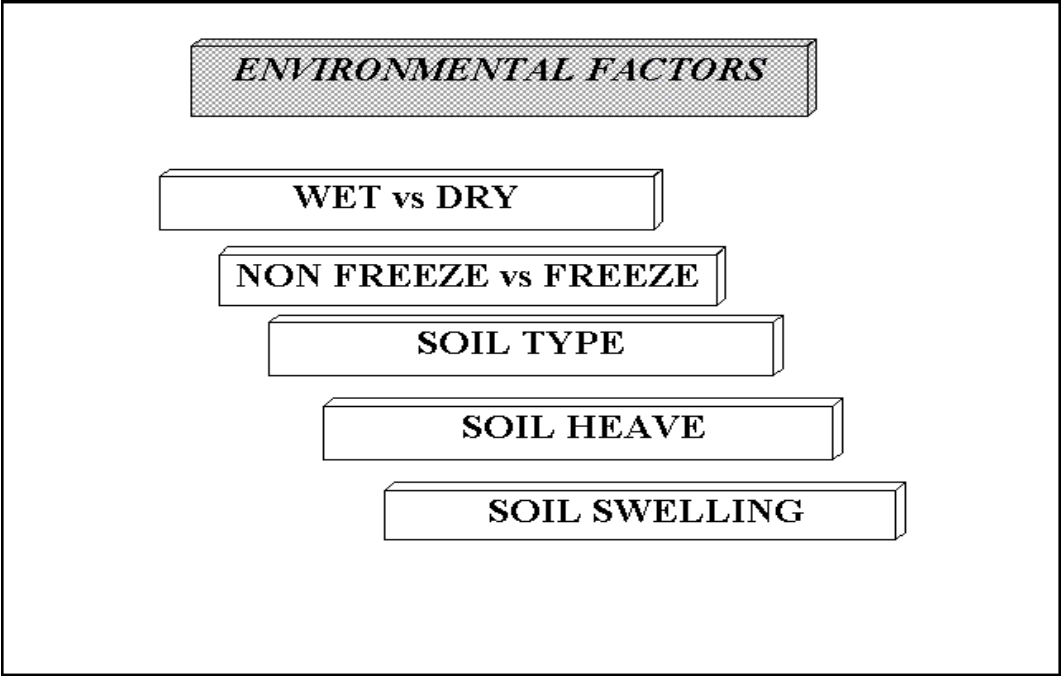 ENVIRONMENTAL FACTORS
WET vs DRY
NON FREEZE vs FREEZE
SOIL TYPE
SOIL HEAVE
SOIL SWELLING